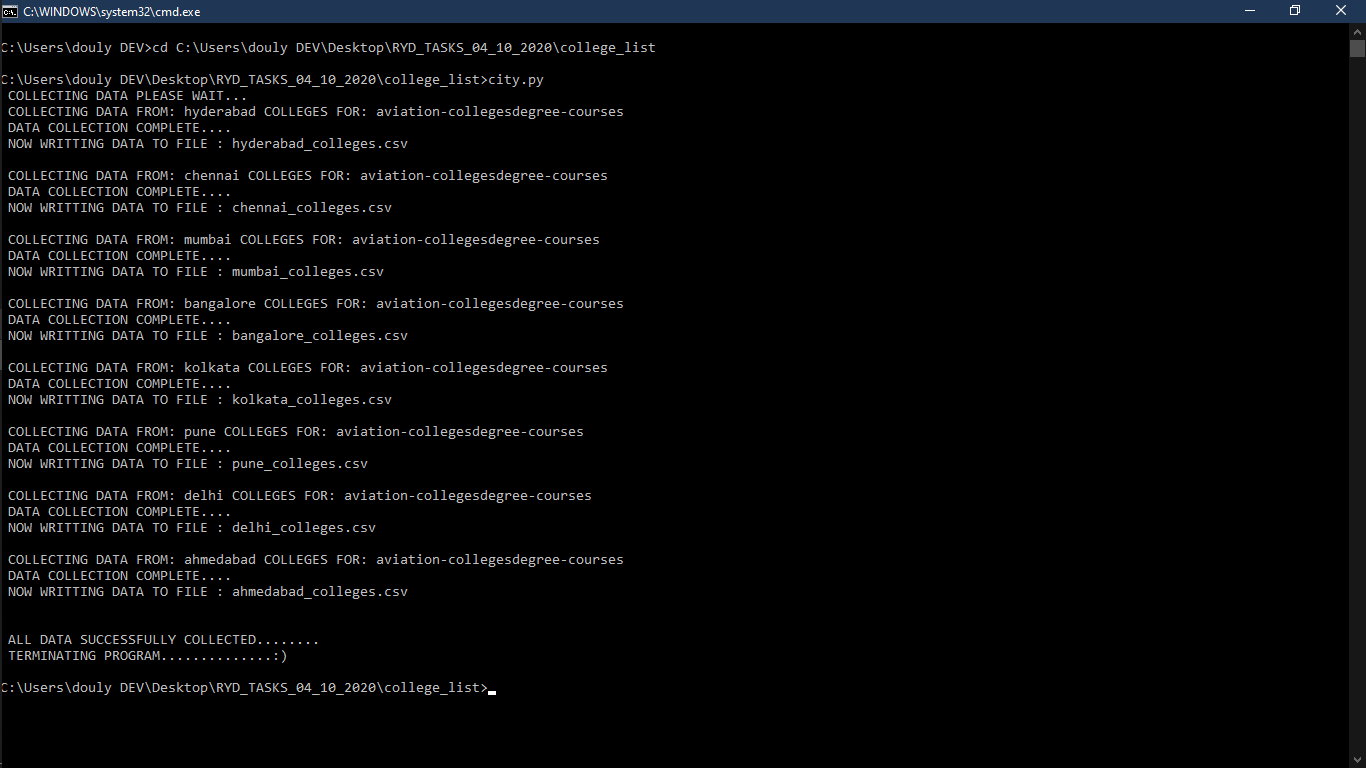 C:\WINDOWS\system32\cmd.exe
C:\Users\douly DEV>cd C:\Users\douly DEV\Desktop\RYD_TASKS_04_10_2020\college_list
C:\Users\douly DEV\Desktop\RYD_TASKS_04_10_2020\college_list>city.py
COLLECTING DATA PLEASE WAIT...
COLLECTING DATA FROM: hyderabad COLLEGES FOR: aviation-collegesdegree-courses
DATA COLLECTION COMPLETE....
NOW WRITTING DATA TO FILE : hyderabad_colleges.csv
COLLECTING DATA FROM: chennai COLLEGES FOR: aviation-collegesdegree-courses
DATA COLLECTION COMPLETE....
NOW WRITTING DATA TO FILE : chennai_colleges.csv
COLLECTING DATA FROM: mumbai COLLEGES FOR: aviation-collegesdegree-courses
DATA COLLECTION COMPLETE....
NOW WRITTING DATA TO FILE : mumbai_colleges.csv
COLLECTING DATA FROM: bangalore COLLEGES FOR: aviation-collegesdegree-courses
DATA COLLECTION COMPLETE....
NOW WRITTING DATA TO FILE : bangalore_colleges.csv
COLLECTING DATA FROM: kolkata COLLEGES FOR: aviation-collegesdegree-courses
DATA COLLECTION COMPLETE....
NOW WRITTING DATA TO FILE : kolkata_colleges.csv
COLLECTING DATA FROM: pune COLLEGES FOR: aviation-collegesdegree-courses
DATA COLLECTION COMPLETE....
NOW WRITTING DATA TO FILE : pune_colleges.csv
COLLECTING DATA FROM: delhi COLLEGES FOR: aviation-collegesdegree-courses
DATA COLLECTION COMPLETE....
NOW WRITTING DATA TO FILE : delhi_colleges.csv
COLLECTING DATA FROM: ahmedabad COLLEGES FOR: aviation-collegesdegree-courses
DATA COLLECTION COMPLETE....
NOW WRITTING DATA TO FILE : ahmedabad_colleges.csv
ALL DATA SUCCESSFULLY COLLECTED........
TERMINATING PROGRAM..............:)
C:\Users\douly DEV\Desktop\RYD_TASKS_04_10_2020\college_list>